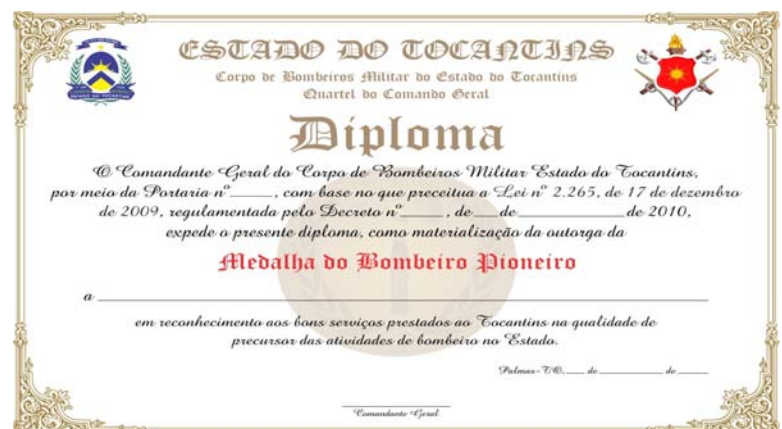 ESTADO DO TOCANTINS
Corpo de Bombeiros Militar do Estado do Tocantins
Quartel do Comando Geral
Diploma
O Comandante Geral do Corpo de Bombeiros Militar Estado do Tocantins,
por meio da Portaria nº_____, com base no que preceitua a Lei nº 2.265, de 17 de dezembro
de 2009, regulamentada pelo Decreto nº_____, de___de___________de 2010,
expede o presente diploma, como materialização da outorga da
Medalha do Bombeiro Pioneiro
a
em reconhecimento aos bons serviços prestados ao Tocantins na qualidade de
precursor das atividades de bombeiro no Estado.
Palmas-TO,____ de______________ de _______
Comandante Geral